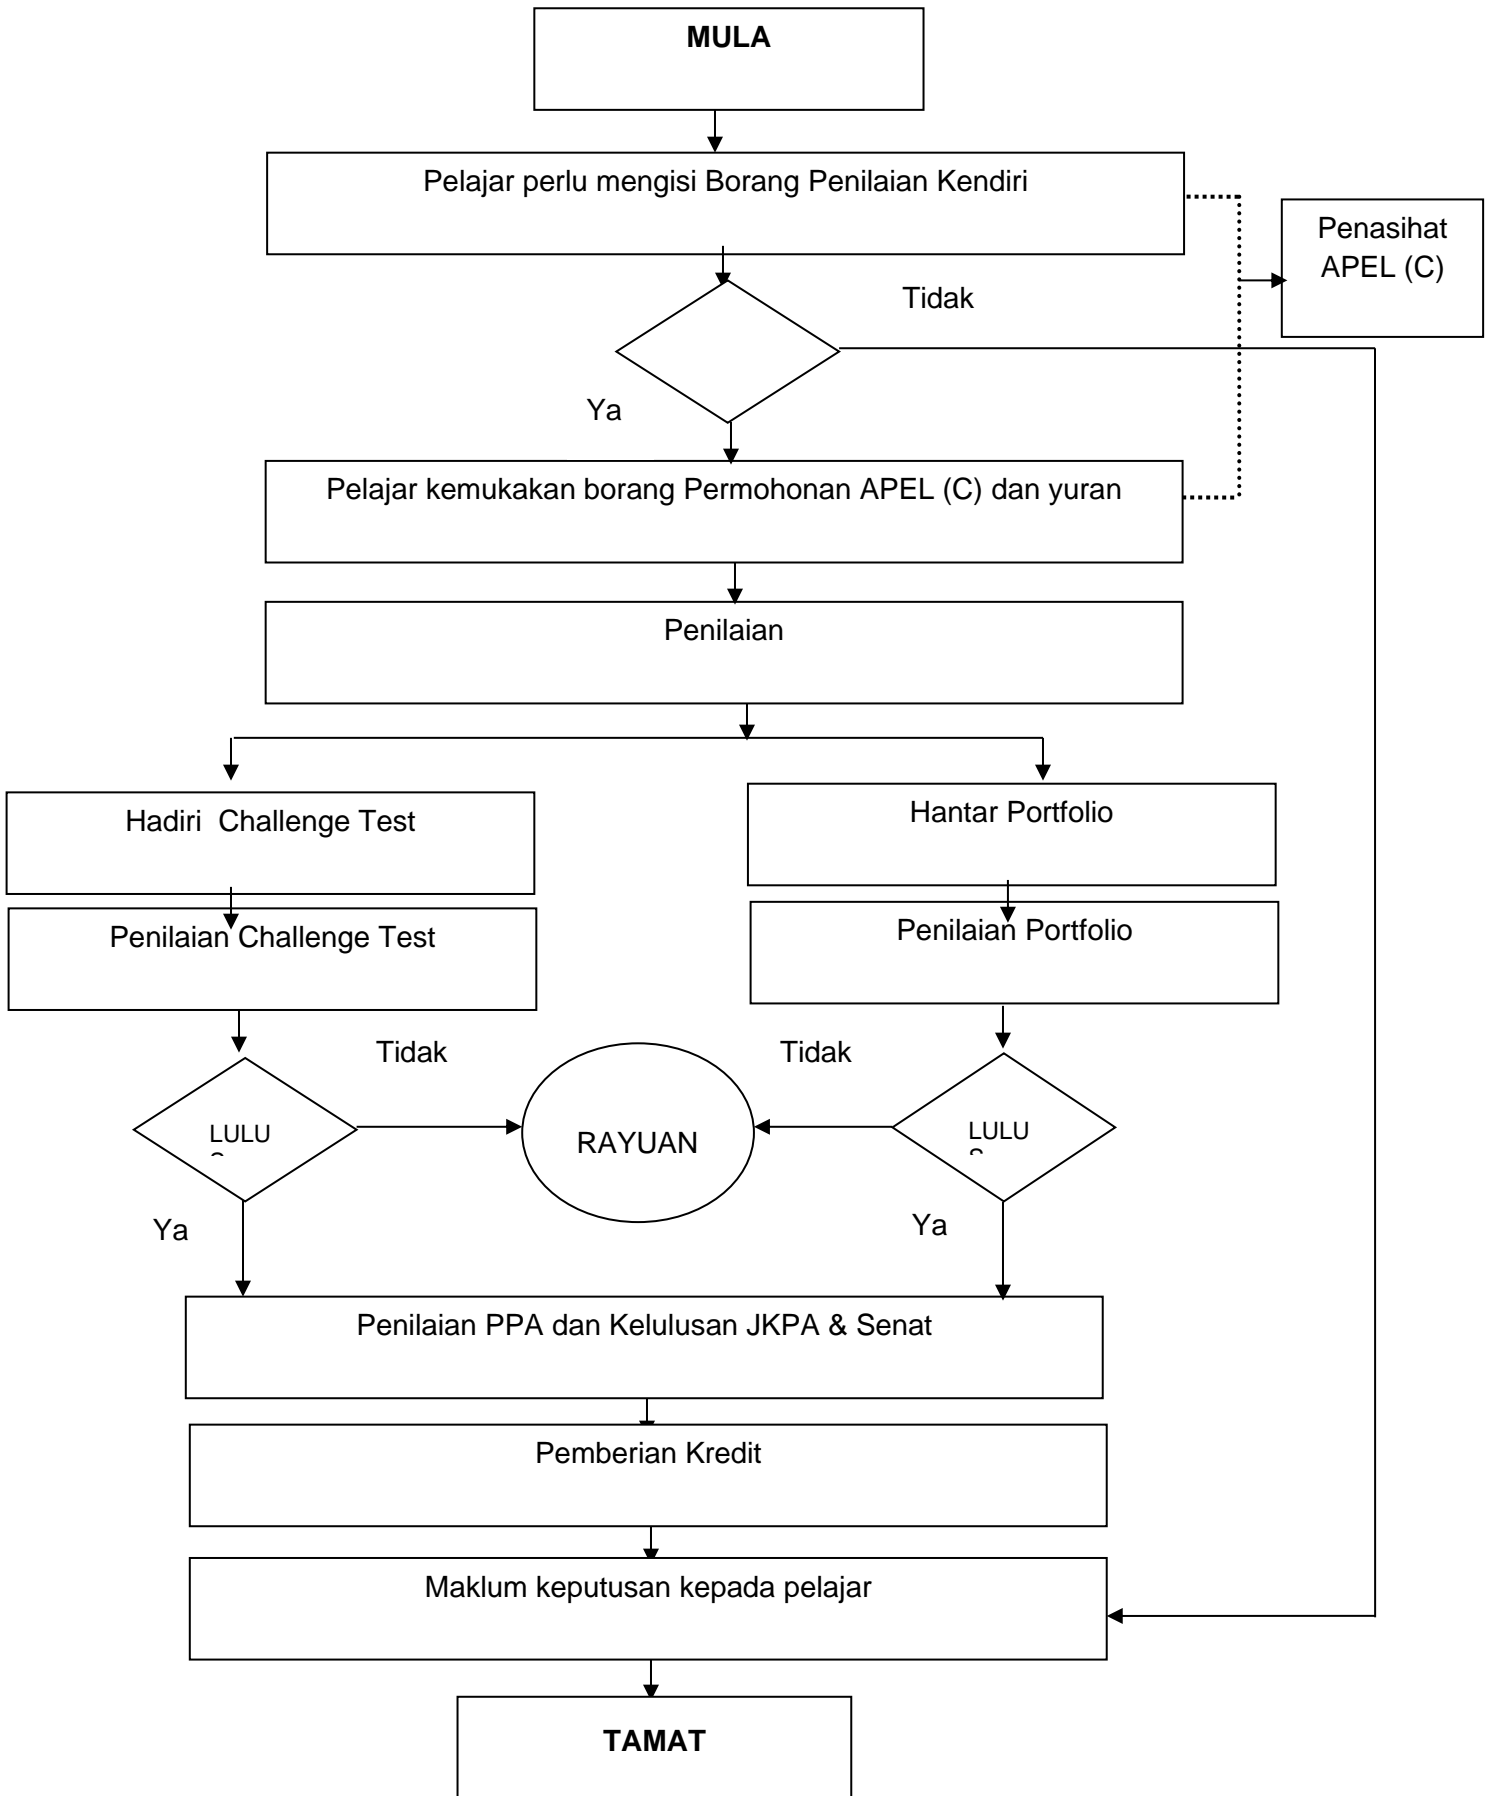 MULA
Pelajar perlu mengisi Borang Penilaian Kendiri
Penasihat
APEL (C)
Tidak
Ya
Pelajar kemukakan borang Permohonan APEL (C) dan yuran
Penilaian
Hadiri Challenge Test
Hantar Portfolio
Penilaian Challenge Test
Penilaian Portfolio
Tidak
Tidak
LULU
RAYUAN
LULU
S
Ya
Ya
Penilaian PPA dan Kelulusan JKPA & Senat
Pemberian Kredit
Maklum keputusan kepada pelajar
TAMAT